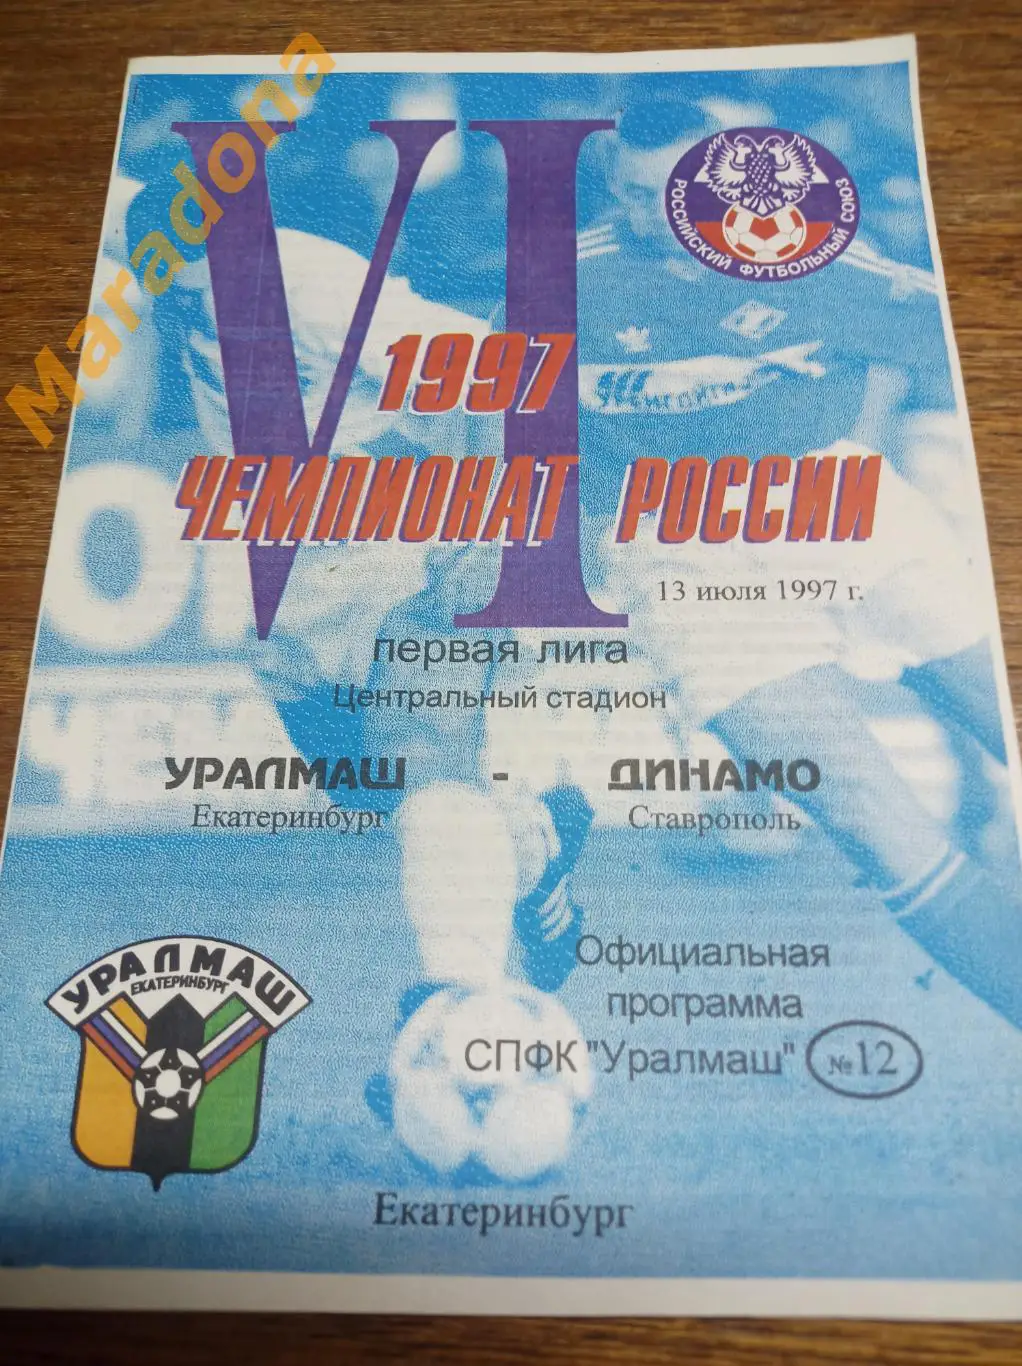 Maradona
VI
РОССИЙСКИЙ ФУТБОЛЬНЫЙ СОЮЗ
1997
ЧЕМПИОНАТ РОССИИ
13 июля 1997 г.
первая лига
Центральный стадион
УРАЛМАШ - ДИНАМО
Екатеринбург Ставрополь
УРАЛМАШ
ЕКАТЕРИНБУРГ
Официальная
программа
СПФК "Уралмаш" №12
Екатеринбург